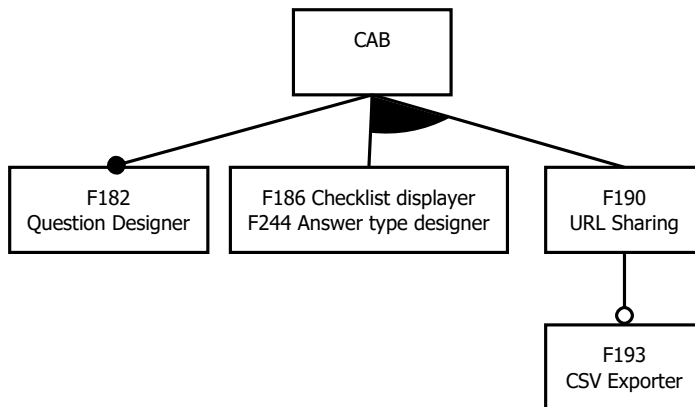 CAB
F182
Question Designer
F186 Checklist displayer
F244 Answer type designer
F190
URL Sharing
F193
CSV Exporter